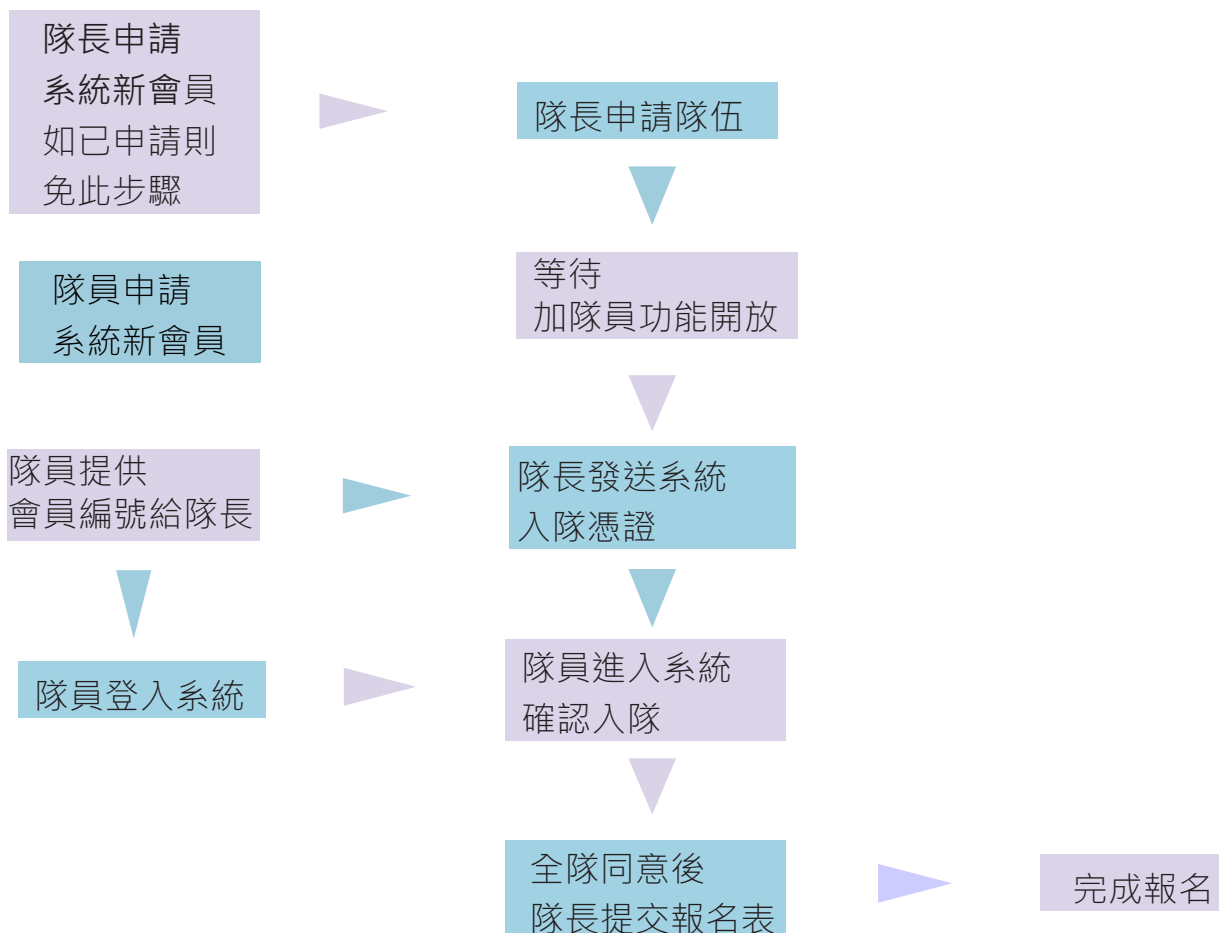 隊長申請
系統新會員
如已申請則
免此步驟
隊長申請隊伍
隊員申請
系統新會員
等待
加隊員功能開放
隊員提供
會員編號給隊長
隊長發送系統
入隊憑證
隊員登入系統
隊員進入系統
確認入隊
全隊同意後
隊長提交報名表
完成報名